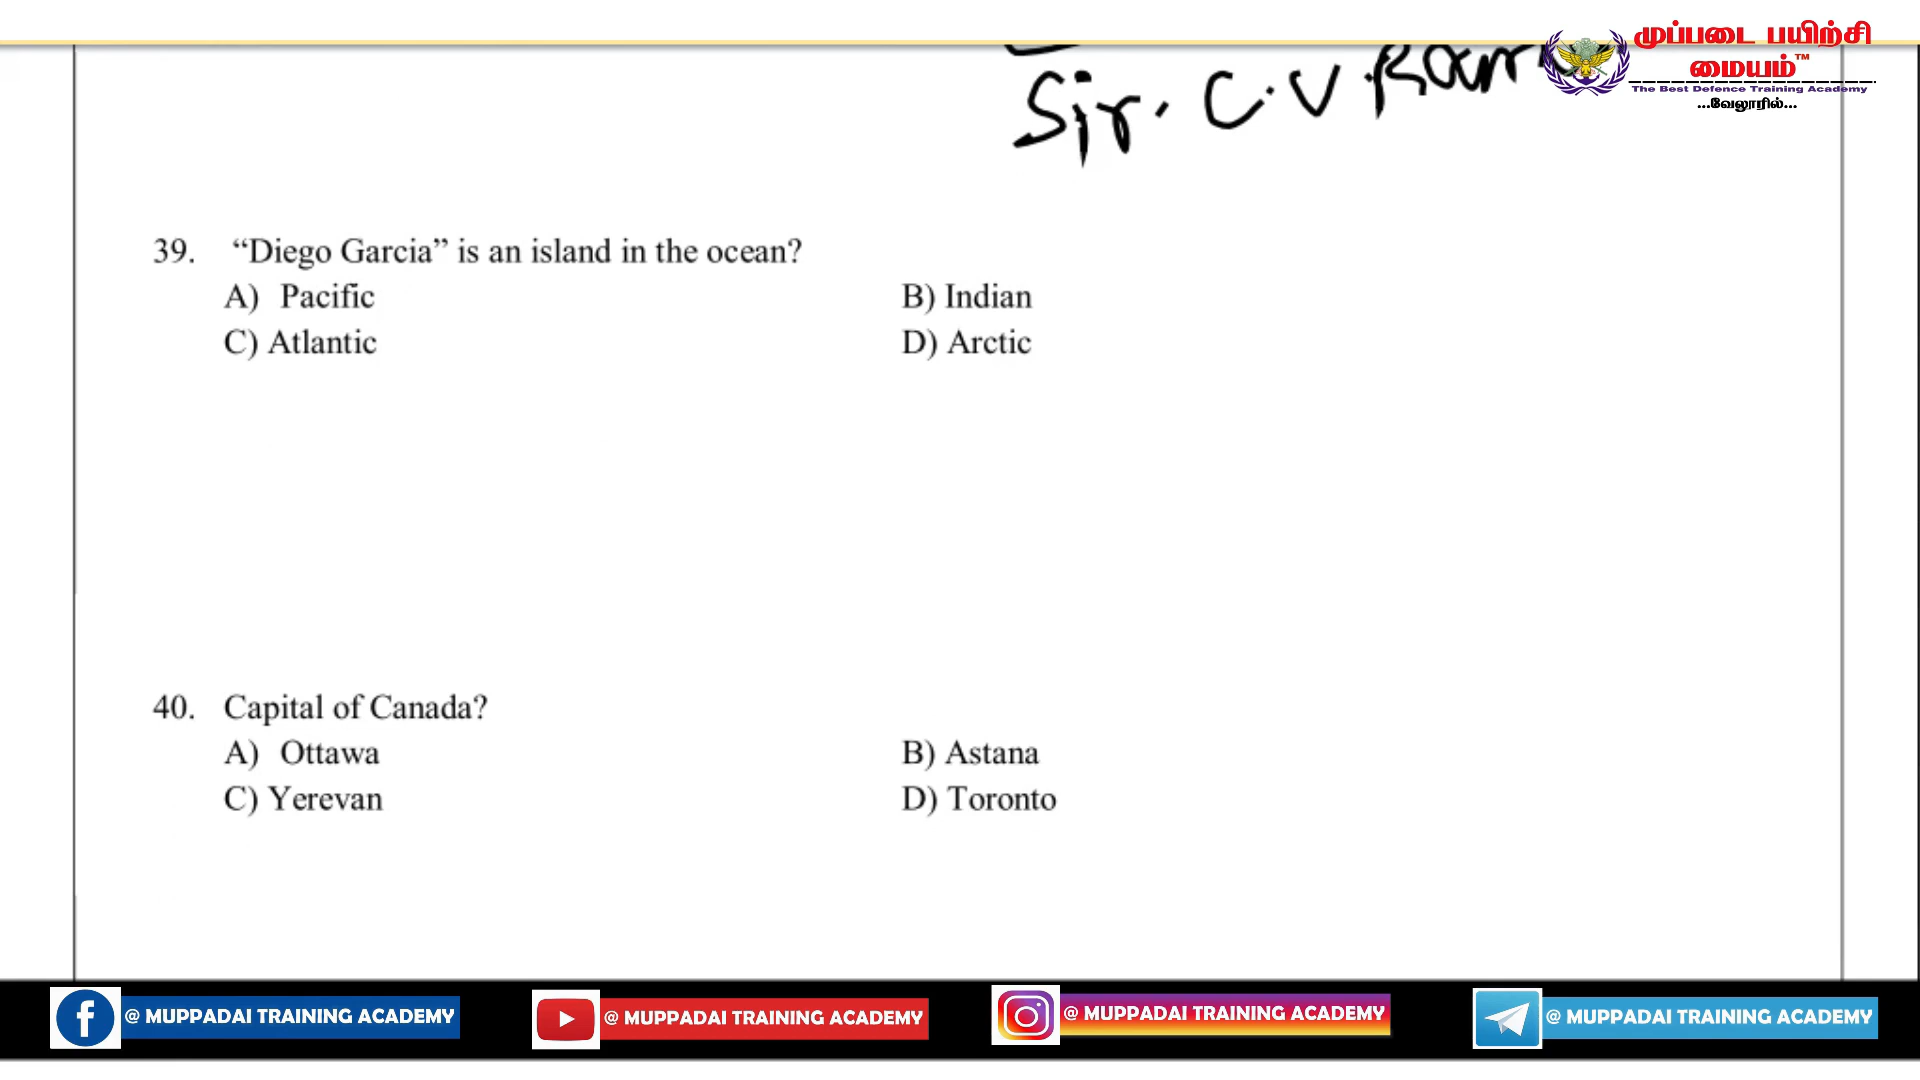 முப்படை பயிற்சி
மையம்™
The Best Defence Training Academy
...வேலூரில்...
Sir. C.V.Ram
39. “Diego Garcia” is an island in the ocean?
A) Pacific B) Indian
C) Atlantic D) Arctic
40. Capital of Canada?
A) Ottawa B) Astana
C) Yerevan D) Toronto
@ MUPPADAI TRAINING ACADEMY @ MUPPADAI TRAINING ACADEMY @ MUPPADAI TRAINING ACADEMY @ MUPPADAI TRAINING ACADEMY